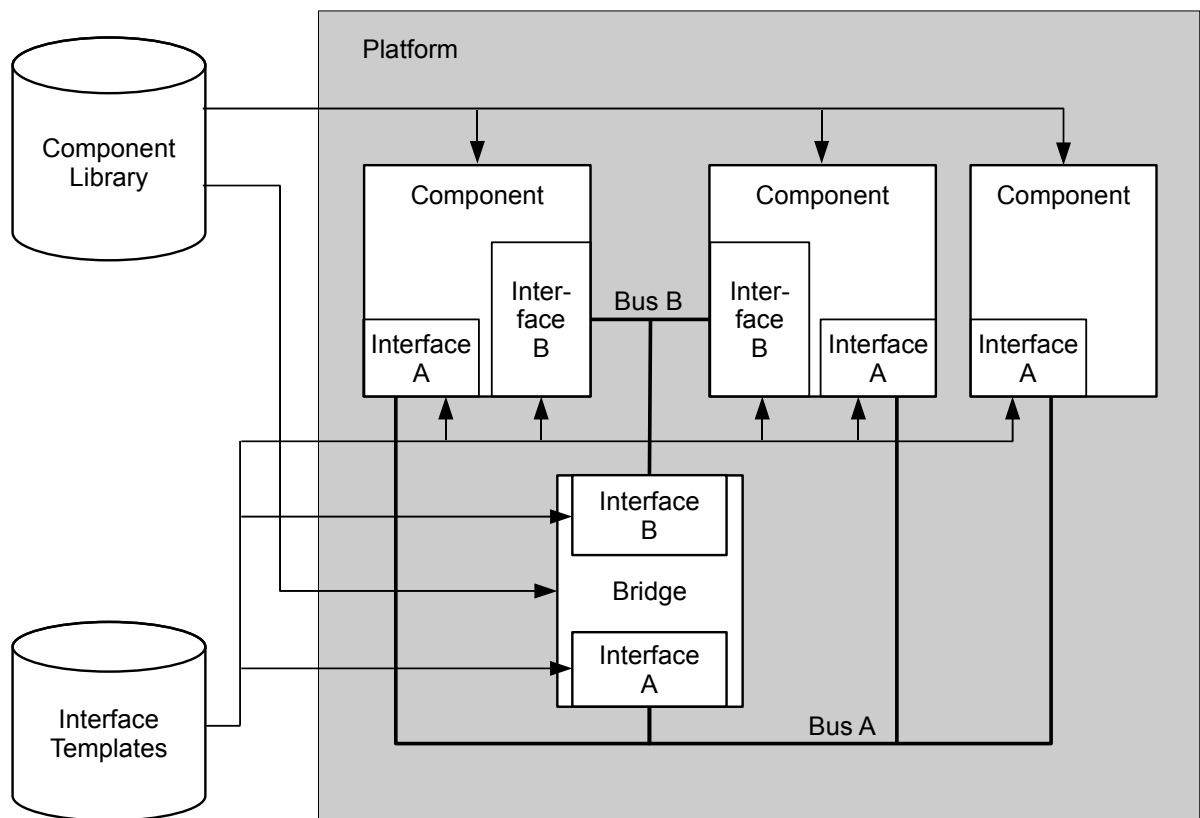 Platform
Component
Library
Component
Component
Component
Inter-
face
B
Bus B
Inter-
face
B
Interface
A
Interface
A
Interface
A
Interface
B
Bridge
Interface
A
Interface
Templates
Bus A